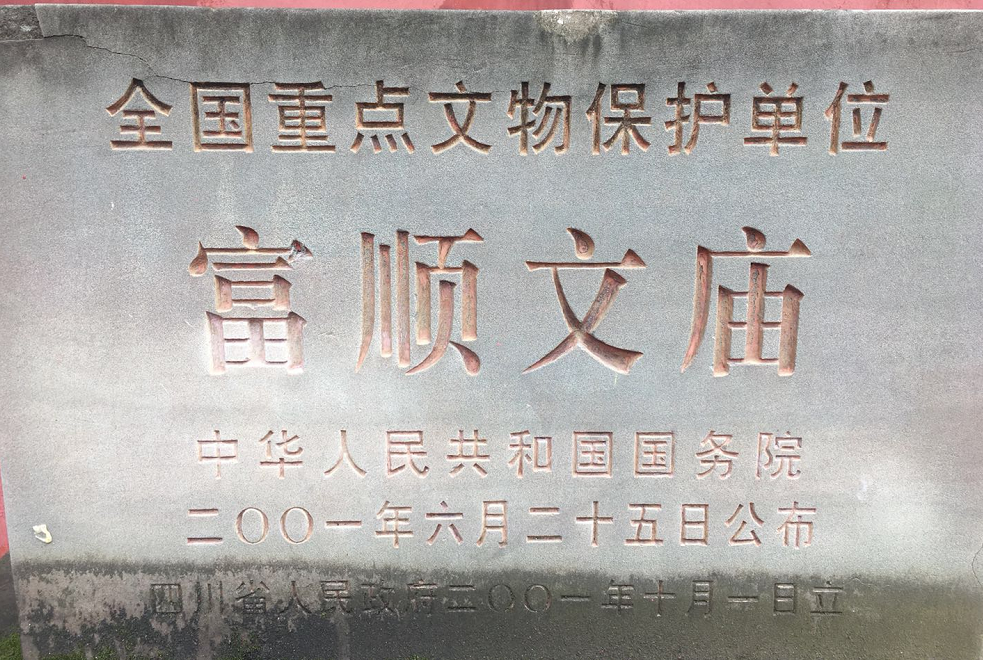 全国重点文物保护单位
富顺文庙
中华人民共和国国务院
二〇〇一年六月二十五日公布
四川省人民政府二〇〇一年十月一日立